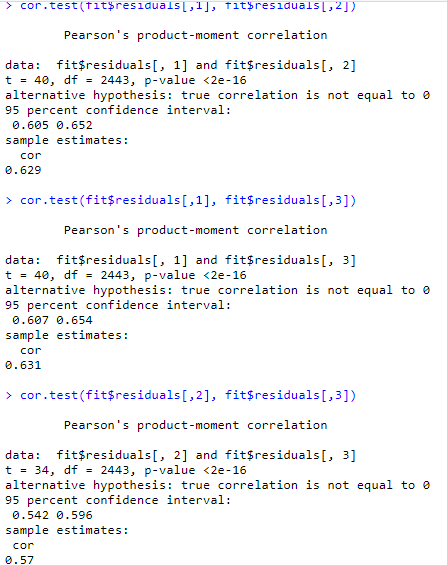 > cor.test(fit$residuals[,1], fit$residuals[,2])
Pearson's product-moment correlation
data:  fit$residuals[, 1] and fit$residuals[, 2]
t = 40, df = 2443, p-value <2e-16
alternative hypothesis: true correlation is not equal to 0
95 percent confidence interval:
0.605 0.652
sample estimates:
cor
0.629
> cor.test(fit$residuals[,1], fit$residuals[,3])
Pearson's product-moment correlation
data:  fit$residuals[, 1] and fit$residuals[, 3]
t = 40, df = 2443, p-value <2e-16
alternative hypothesis: true correlation is not equal to 0
95 percent confidence interval:
0.607 0.654
sample estimates:
cor
0.631
> cor.test(fit$residuals[,2], fit$residuals[,3])
Pearson's product-moment correlation
data:  fit$residuals[, 2] and fit$residuals[, 3]
t = 34, df = 2443, p-value <2e-16
alternative hypothesis: true correlation is not equal to 0
95 percent confidence interval:
0.542 0.596
sample estimates:
cor
0.57